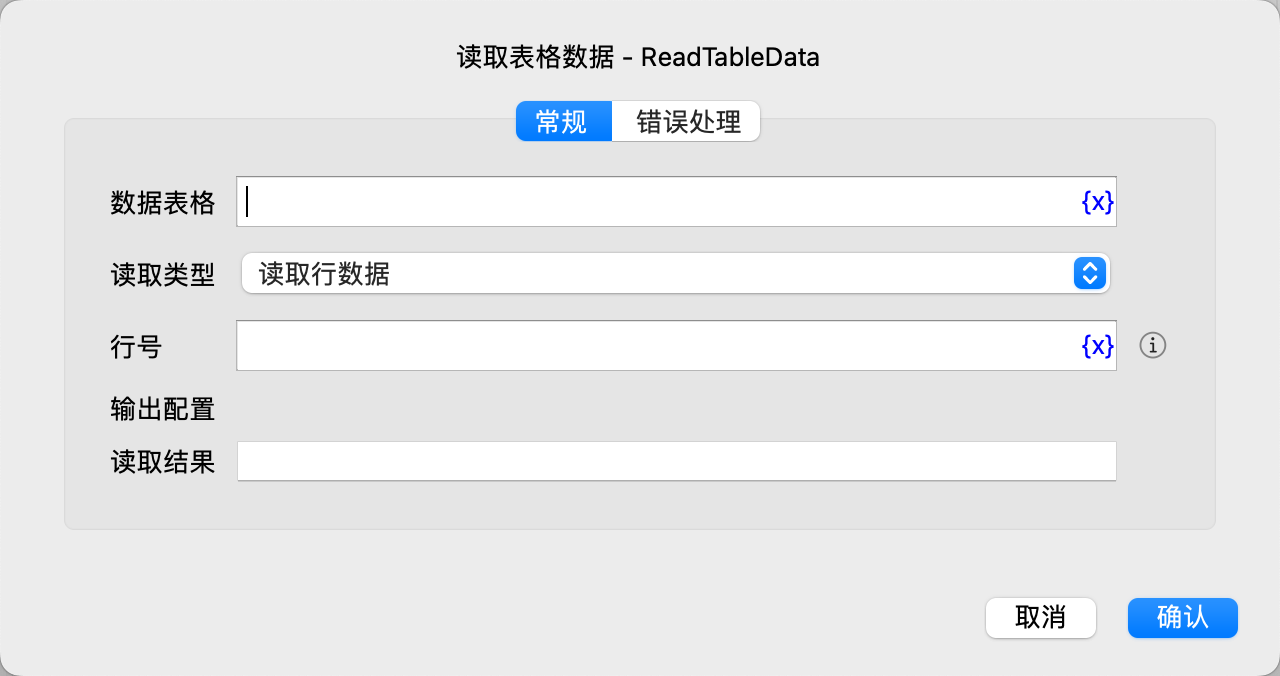 读取表格数据 - ReadTableData
常规 错误处理
数据表格 {x}
读取类型 读取行数据
行号 {x}
输出配置
读取结果
取消 确认